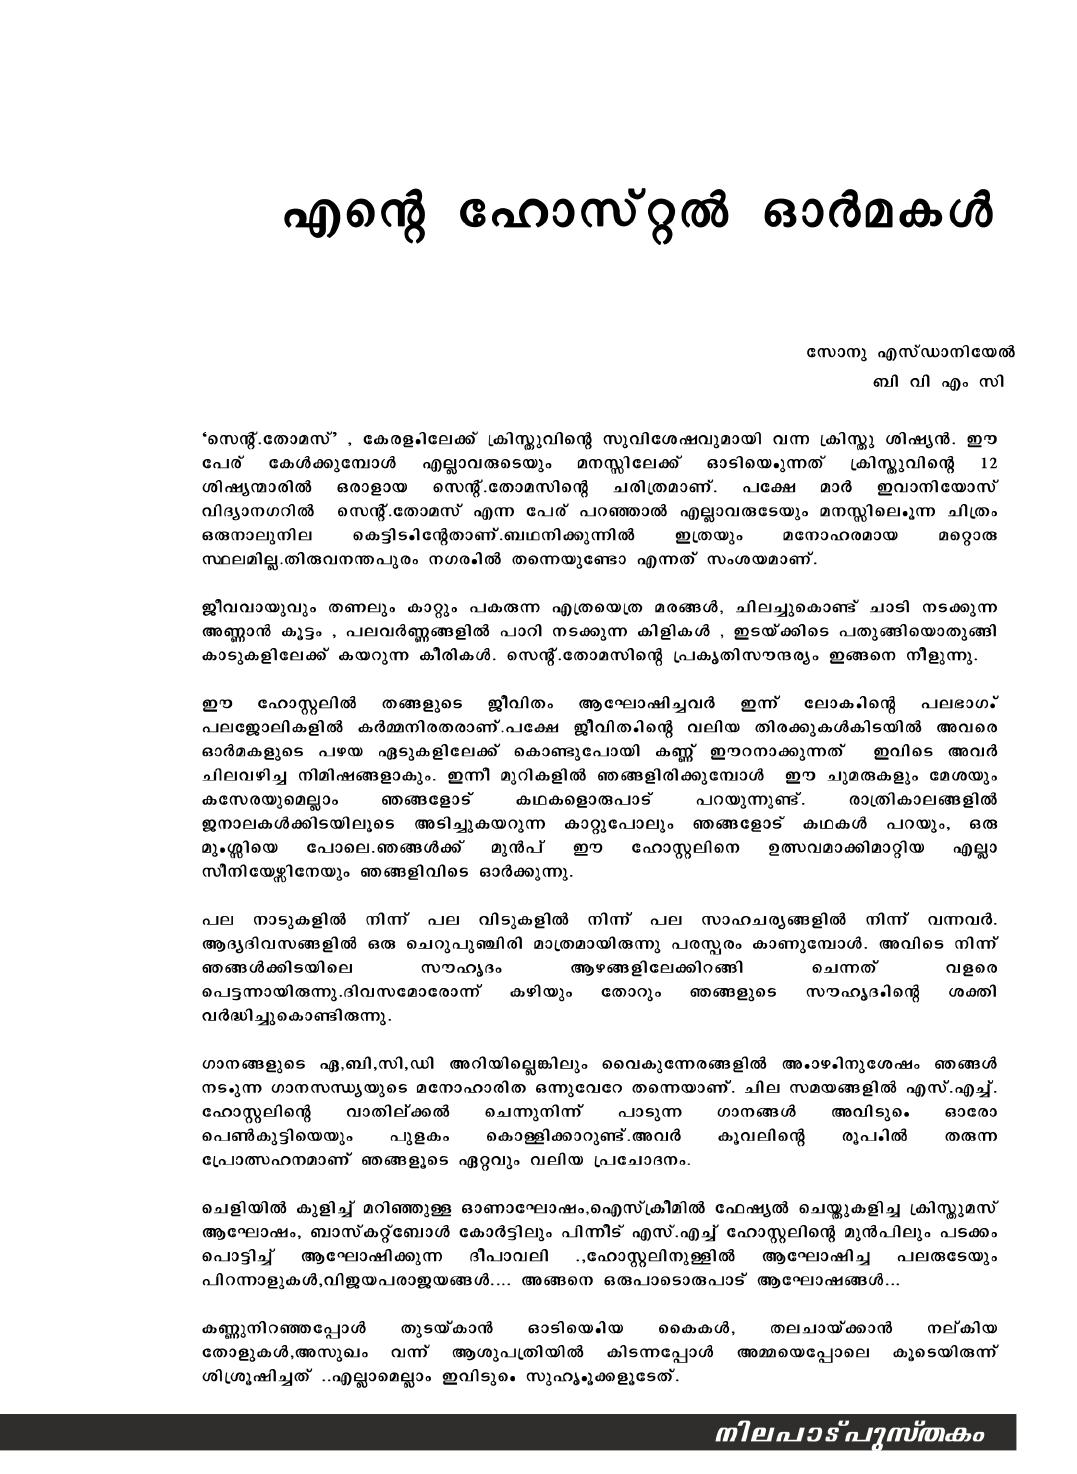 എന്റെ ഹോസ്റ്റൽ ഓർമകൾ
സോനു എസ്ഡാനിയേൽ
ബി വി എം സി
‘സെന്റ്.തോമസ്’ , കേരളത്തിലേക്ക് ക്രിസ്തുവിന്റെ സുവിശേഷവുമായി വന്ന ക്രിസ്തു ശിഷ്യൻ. ഈ
പേര് കേൾക്കുമ്പോൾ എല്ലാവരുടെയും മനസ്സിലേക്ക് ഓടിയെത്തുന്നത് ക്രിസ്തുവിന്റെ 12
ശിഷ്യന്മാരിൽ ഒരാളായ സെന്റ്.തോമസിന്റെ ചരിത്രമാണ്. പക്ഷേ മാർ ഇവാനിയോസ്
വിദ്യാനഗറിൽ സെന്റ്.തോമസ് എന്ന പേര് പറഞ്ഞാൽ എല്ലാവരുടേയും മനസ്സിലെത്തുന്ന ചിത്രം
ഒരുനാലുനില കെട്ടിടത്തിന്റേതാണ്.ബഥനിക്കുന്നിൽ ഇത്രയും മനോഹരമായ മറ്റൊരു
സ്ഥലമില്ല.തിരുവനന്തപുരം നഗരത്തിൽ തന്നെയുണ്ടോ എന്നത് സംശയമാണ്.
ജീവവായുവും തണലും കാറ്റും പകരുന്ന എത്രയെത്ര മരങ്ങൾ, ചിലച്ചുകൊണ്ട് ചാടി നടക്കുന്ന
അണ്ണാൻ കൂട്ടം , പലവർണ്ണങ്ങളിൽ പാറി നടക്കുന്ന കിളികൾ , ഇടയ്ക്കിടെ പതുങ്ങിയൊതുങ്ങി
കാടുകളിലേക്ക് കയറുന്ന കീരികൾ. സെന്റ്.തോമസിന്റെ പ്രകൃതിസൗന്ദര്യം ഇങ്ങനെ നീളുന്നു.
ഈ ഹോസ്റ്റലിൽ തങ്ങളുടെ ജീവിതം ആഘോഷിച്ചവർ ഇന്ന് ലോകത്തിന്റെ പലഭാഗത്ത്
പലജോലികളിൽ കർമ്മനിരതരാണ്.പക്ഷേ ജീവിതത്തിന്റെ വലിയ തിരക്കുകൾകിടയിൽ അവരെ
ഓർമകളുടെ പഴയ ഏടുകളിലേക്ക് കൊണ്ടുപോയി കണ്ണ് ഈറനാക്കുന്നത് ഇവിടെ അവർ
ചിലവഴിച്ച നിമിഷങ്ങളാകും. ഇന്നീ മുറികളിൽ ഞങ്ങളിരിക്കുമ്പോൾ ഈ ചുമരുകളും മേശയും
കസേരയുമെല്ലാം ഞങ്ങളോട് കഥകളൊരുപാട് പറയുന്നുണ്ട്. രാത്രികാലങ്ങളിൽ
ജനാലകൾക്കിടയിലൂടെ അടിച്ചുകയറുന്ന കാറ്റുപോലും ഞങ്ങളോട് കഥകൾ പറയും, ഒരു
മുത്തശ്ശിയെ പോലെ.ഞങ്ങൾക്ക് മുൻപ് ഈ ഹോസ്റ്റലിനെ ഉത്സവമാക്കിമാറ്റിയ എല്ലാ
സീനിയേഴ്സിനേയും ഞങ്ങളിവിടെ ഓർക്കുന്നു.
പല നാടുകളിൽ നിന്ന് പല വിടുകളിൽ നിന്ന് പല സാഹചര്യങ്ങളിൽ നിന്ന് വന്നവർ.
ആദ്യദിവസങ്ങളിൽ ഒരു ചെറുപുഞ്ചിരി മാത്രമായിരുന്നു പരസ്പരം കാണുമ്പോൾ. അവിടെ നിന്ന്
ഞങ്ങൾക്കിടയിലെ സൗഹൃദം ആഴങ്ങളിലേക്കിറങ്ങി ചെന്നത് വളരെ
പെട്ടന്നായിരുന്നു.ദിവസമോരോന്ന് കഴിയും തോറും ഞങ്ങളുടെ സൗഹൃദത്തിന്റെ ശക്തി
വർദ്ധിച്ചുകൊണ്ടിരുന്നു.
ഗാനങ്ങളുടെ ഏ,ബി,സി,ഡി അറിയില്ലെങ്കിലും വൈകുന്നേരങ്ങളിൽ അത്താഴത്തിനുശേഷം ഞങ്ങൾ
നടത്തുന്ന ഗാനസന്ധ്യയുടെ മനോഹാരിത ഒന്നുവേറേ തന്നെയാണ്. ചില സമയങ്ങളിൽ എസ്.എച്ച്.
ഹോസ്റ്റലിന്റെ വാതില്ക്കൽ ചെന്നുനിന്ന് പാടുന്ന ഗാനങ്ങൾ അവിടുത്തെ ഓരോ
പെൺകുട്ടിയെയും പുളകം കൊള്ളിക്കാറുണ്ട്.അവർ കൂവലിന്റെ രൂപത്തിൽ തരുന്ന
പ്രോത്സഹനമാണ് ഞങ്ങളൂടെ ഏറ്റവും വലിയ പ്രചോദനം.
ചെളിയിൽ കുളിച്ച് മറിഞ്ഞുള്ള ഓണാഘോഷം,ഐസ്ക്രീമിൽ ഫേഷ്യൽ ചെയ്തുകളിച്ച ക്രിസ്തുമസ്
ആഘോഷം, ബാസ്കറ്റ്ബോൾ കോർട്ടിലും പിന്നീട് എസ്.എച്ച് ഹോസ്റ്റലിന്റെ മുൻപിലും പടക്കം
പൊട്ടിച്ച് ആഘോഷിക്കുന്ന ദീപാവലി .,ഹോസ്റ്റലിനുള്ളിൽ ആഘോഷിച്ച പലരുടേയും
പിറന്നാളുകൾ,വിജയപരാജയങ്ങൾ.... അങ്ങനെ ഒരുപാടൊരുപാട് ആഘോഷങ്ങൾ...
കണ്ണുനിറഞ്ഞപ്പോൾ തുടയ്കാൻ ഓടിയെത്തിയ കൈകൾ, തലചായ്ക്കാൻ നല്കിയ
തോളുകൾ,അസുഖം വന്ന് ആശുപത്രിയിൽ കിടന്നപ്പോൾ അമ്മയെപ്പോലെ കൂടെയിരുന്ന്
ശിശ്രൂഷിച്ചത് ..എല്ലാമെല്ലാം ഇവിടുത്തെ സുഹൃത്തുക്കളൂടേത്.
നിലപാട്പുസ്തകം